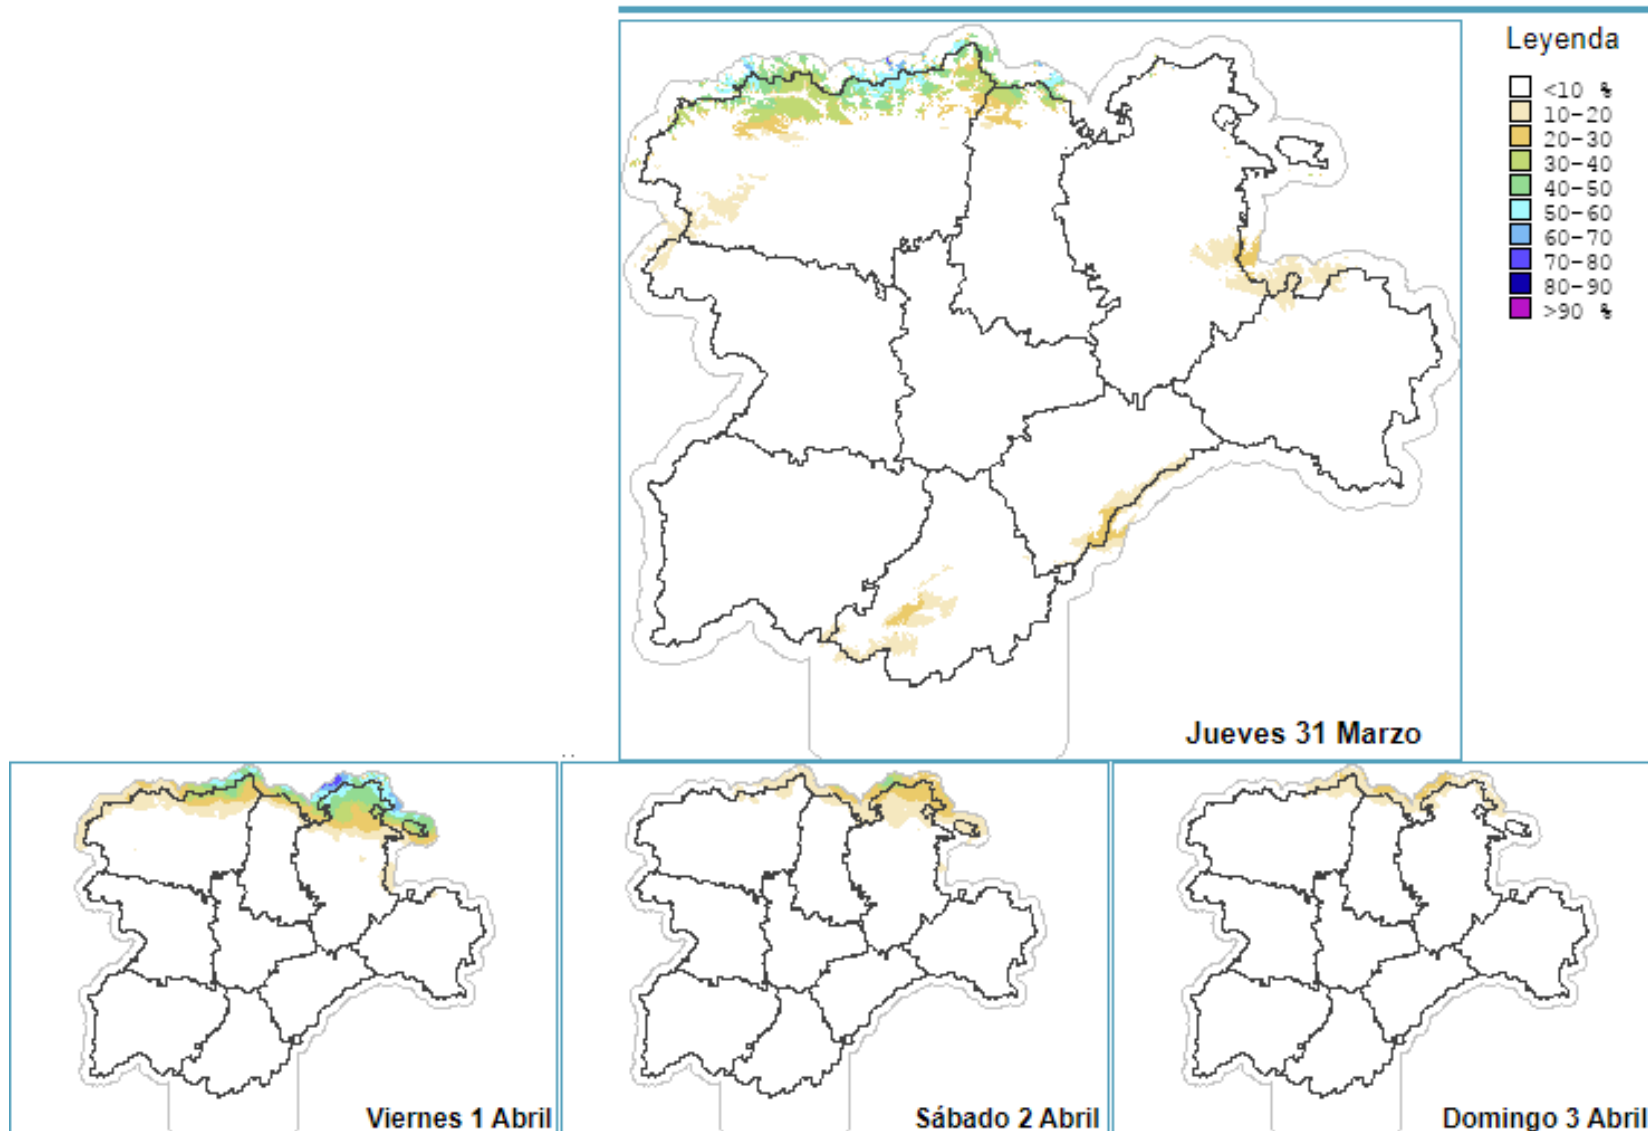 Leyenda
<10 %
10-20
20-30
30-40
40-50
50-60
60-70
70-80
80-90
>90 %
Jueves 31 Marzo
Viernes 1 Abril
Sábado 2 Abril
Domingo 3 Abril